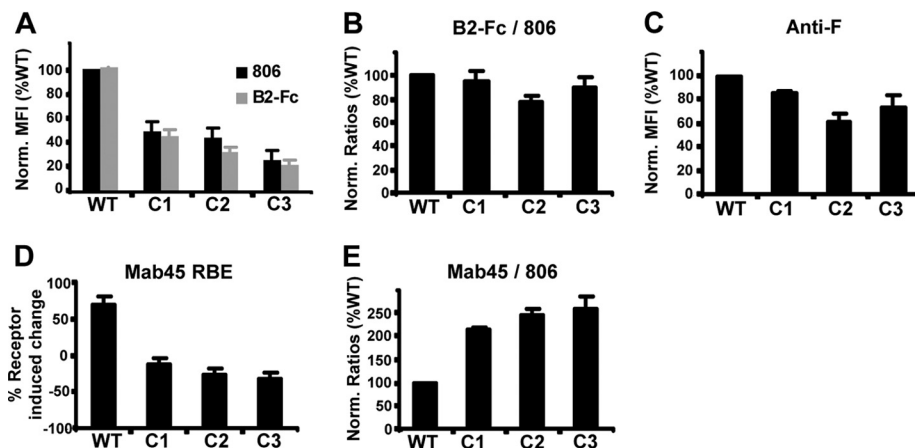 A
Norm. MFI (%WT)
100
80
60
40
20
0
806
B2-Fc
WT C1 C2 C3
B
B2-Fc / 806
Norm. Ratios (%WT)
100
80
60
40
20
0
WT C1 C2 C3
C
Anti-F
Norm. MFI (%WT)
100
80
60
40
20
0
WT C1 C2 C3
D
Mab45 RBE
% Receptor
induced change
100
50
0
-50
-100
WT C1 C2 C3
E
Mab45 / 806
Norm. Ratios (%WT)
250
200
150
100
50
0
WT C1 C2 C3